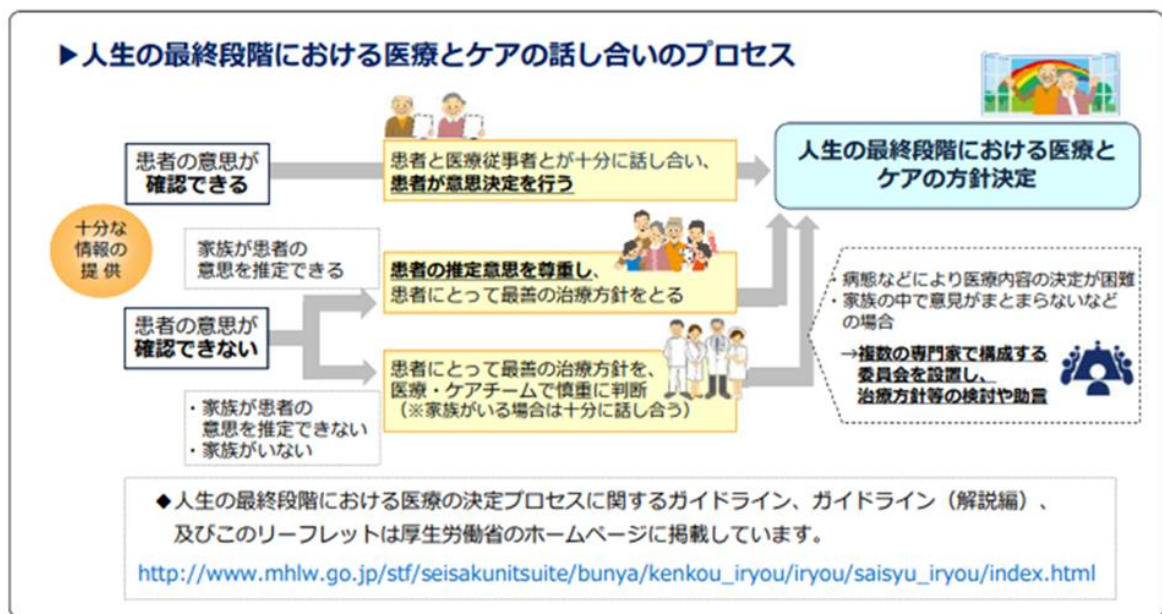 ▶人生の最終段階における医療とケアの話し合いのプロセス
十分な
情報の
提 供
患者の意思が
確認できる
患者と医療従事者とが十分に話し合い、
患者が意思決定を行う
人生の最終段階における医療と
ケアの方針決定
患者の意思が
確認できない
家族が患者の
意思を推定できる
患者の推定意思を尊重し、
患者にとって最善の治療方針をとる
・家族が患者の
意思を推定できない
・家族がいない
患者にとって最善の治療方針を、
医療・ケアチームで慎重に判断
（※家族がいる場合は十分に話し合う）
・病態などにより医療内容の決定が困難
・家族の中で意見がまとまらないなど
の場合
→複数の専門家で構成する
委員会を設置し、
治療方針等の検討や助言
◆人生の最終段階における医療の決定プロセスに関するガイドライン、ガイドライン（解説編）、
及びこのリーフレットは厚生労働省のホームページに掲載しています。
http://www.mhlw.go.jp/stf/seisakunitsuite/bunya/kenkou_iryou/iryou/saisyu_iryou/index.html